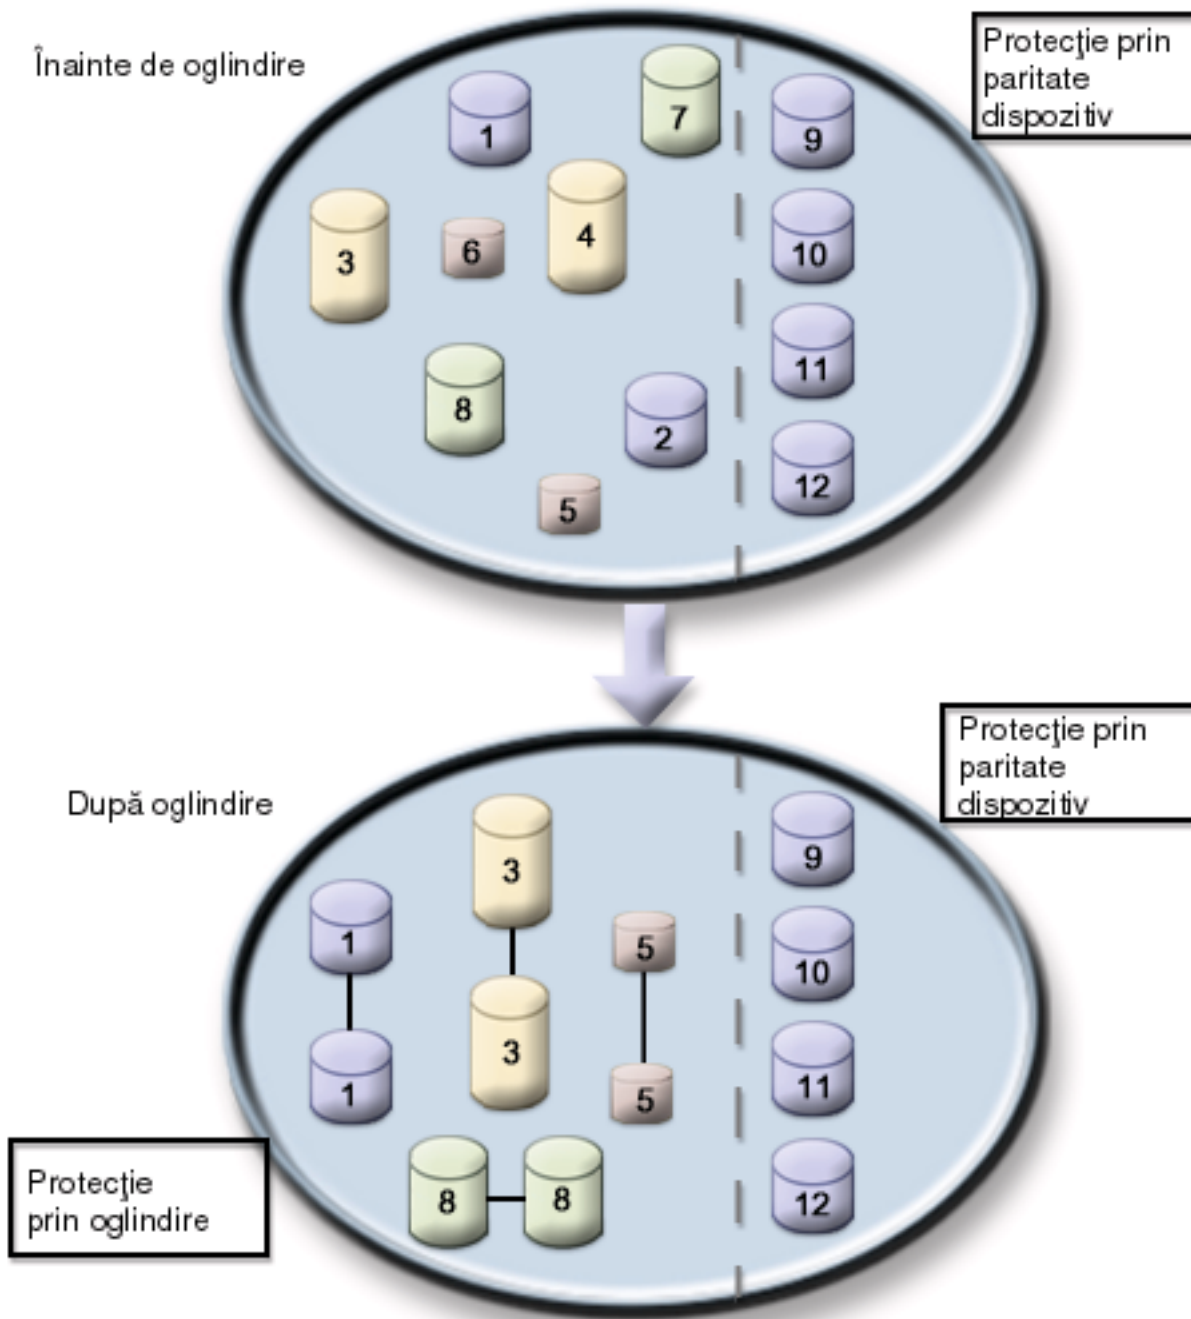 Înainte de oglindire
Protecţie prin
paritate
dispozitiv
1
7
9
3
6
4
10
8
2
11
5
12
După oglindire
Protecţie prin
paritate
dispozitiv
3
9
1
5
10
3
1
5
11
8
8
12
Protecţie
prin oglindire